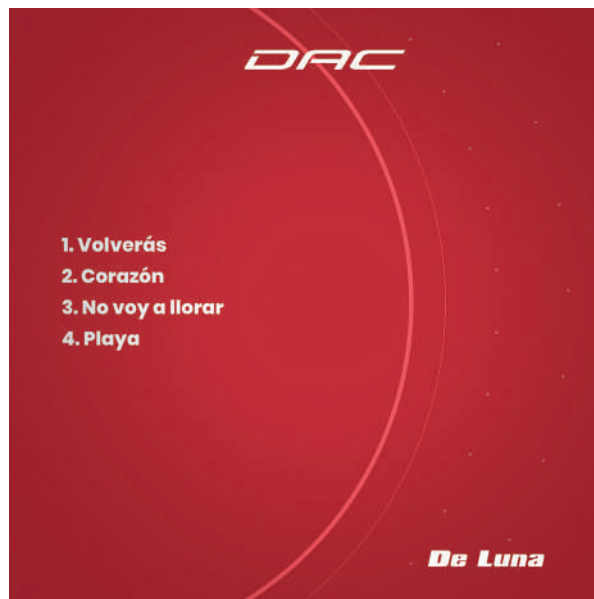 DAC
1. Volverás
2. Corazón
3. No voy a llorar
4. Playa
De Luna